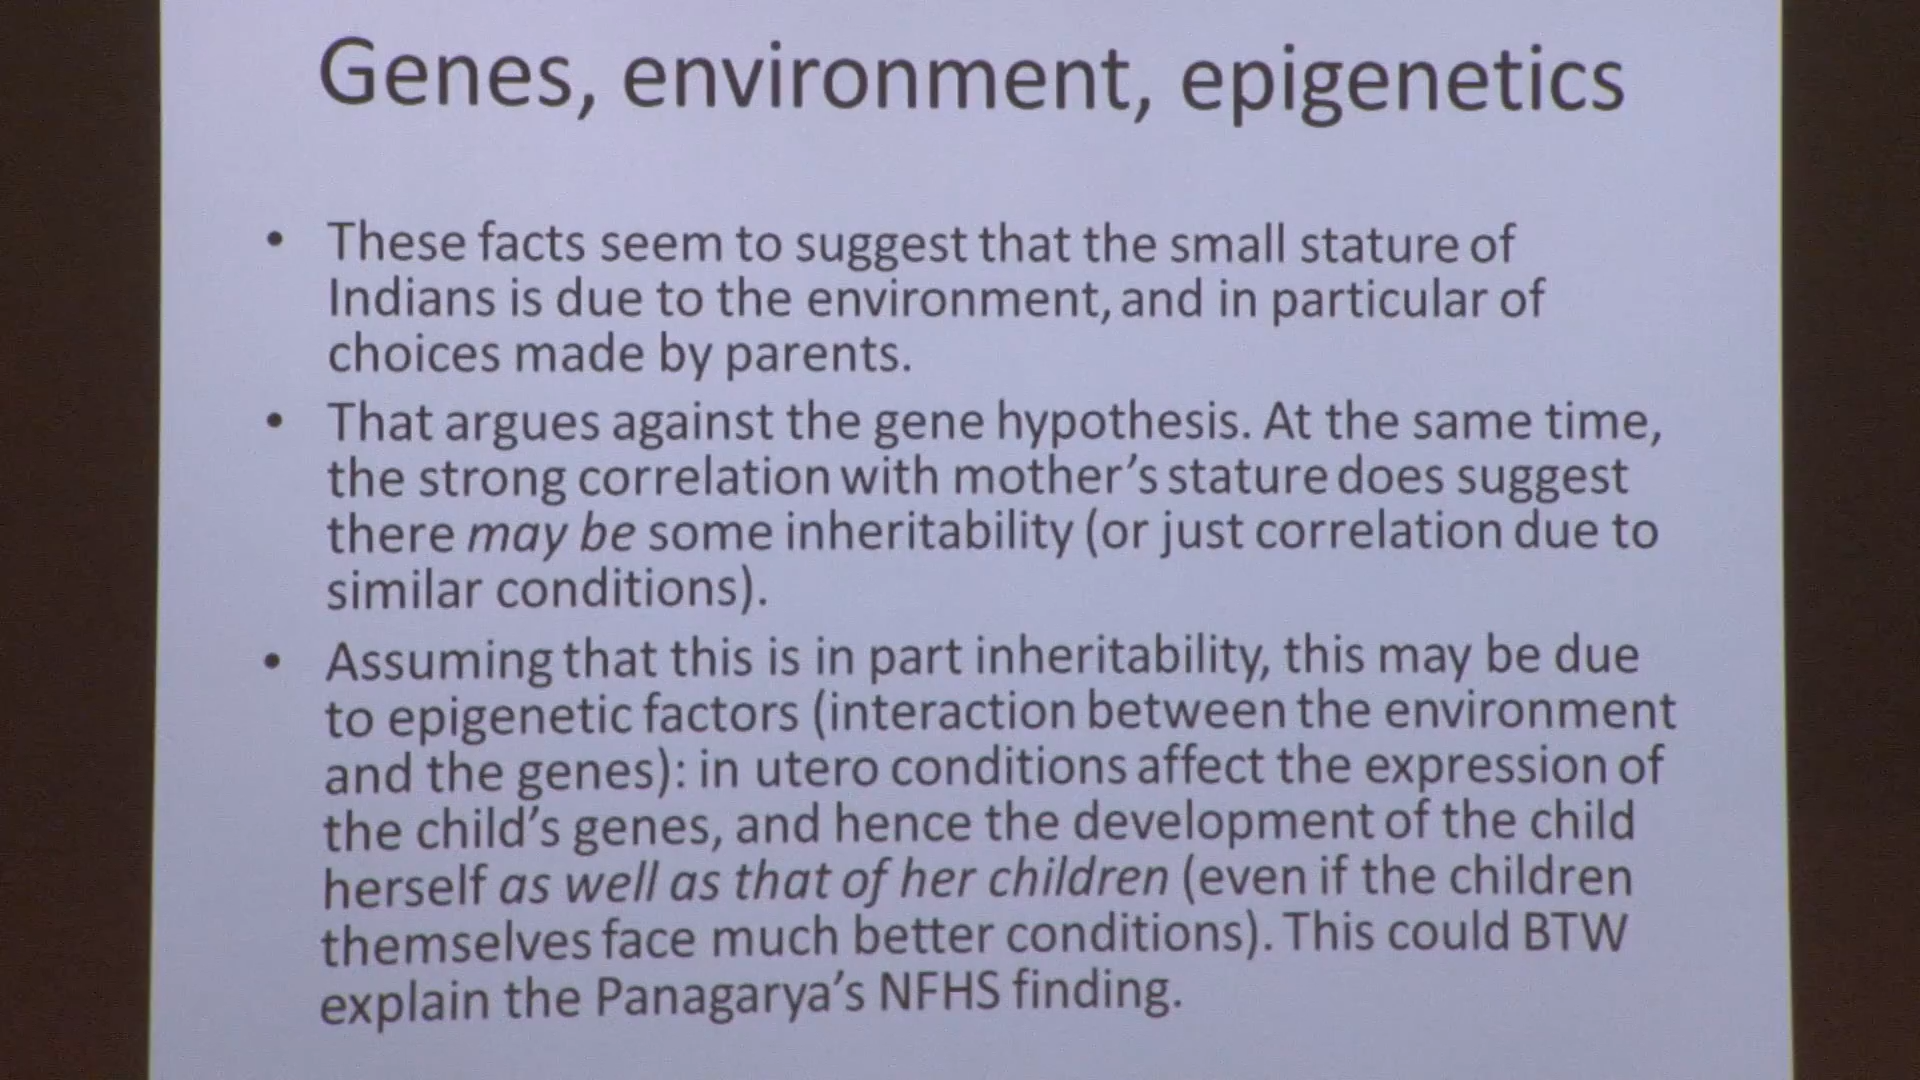 Genes, environment, epigenetics
• These facts seem to suggest that the small stature of
Indians is due to the environment, and in particular of
choices made by parents.
• That argues against the gene hypothesis. At the same time,
the strong correlation with mother's stature does suggest
there may be some inheritability (or just correlation due to
similar conditions).
• Assuming that this is in part inheritability, this may be due
to epigenetic factors (interaction between the environment
and the genes): in utero conditions affect the expression of
the child's genes, and hence the development of the child
herself as well as that of her children (even if the children
themselves face much better conditions). This could BTW
explain the Panagarya's NFHS finding.